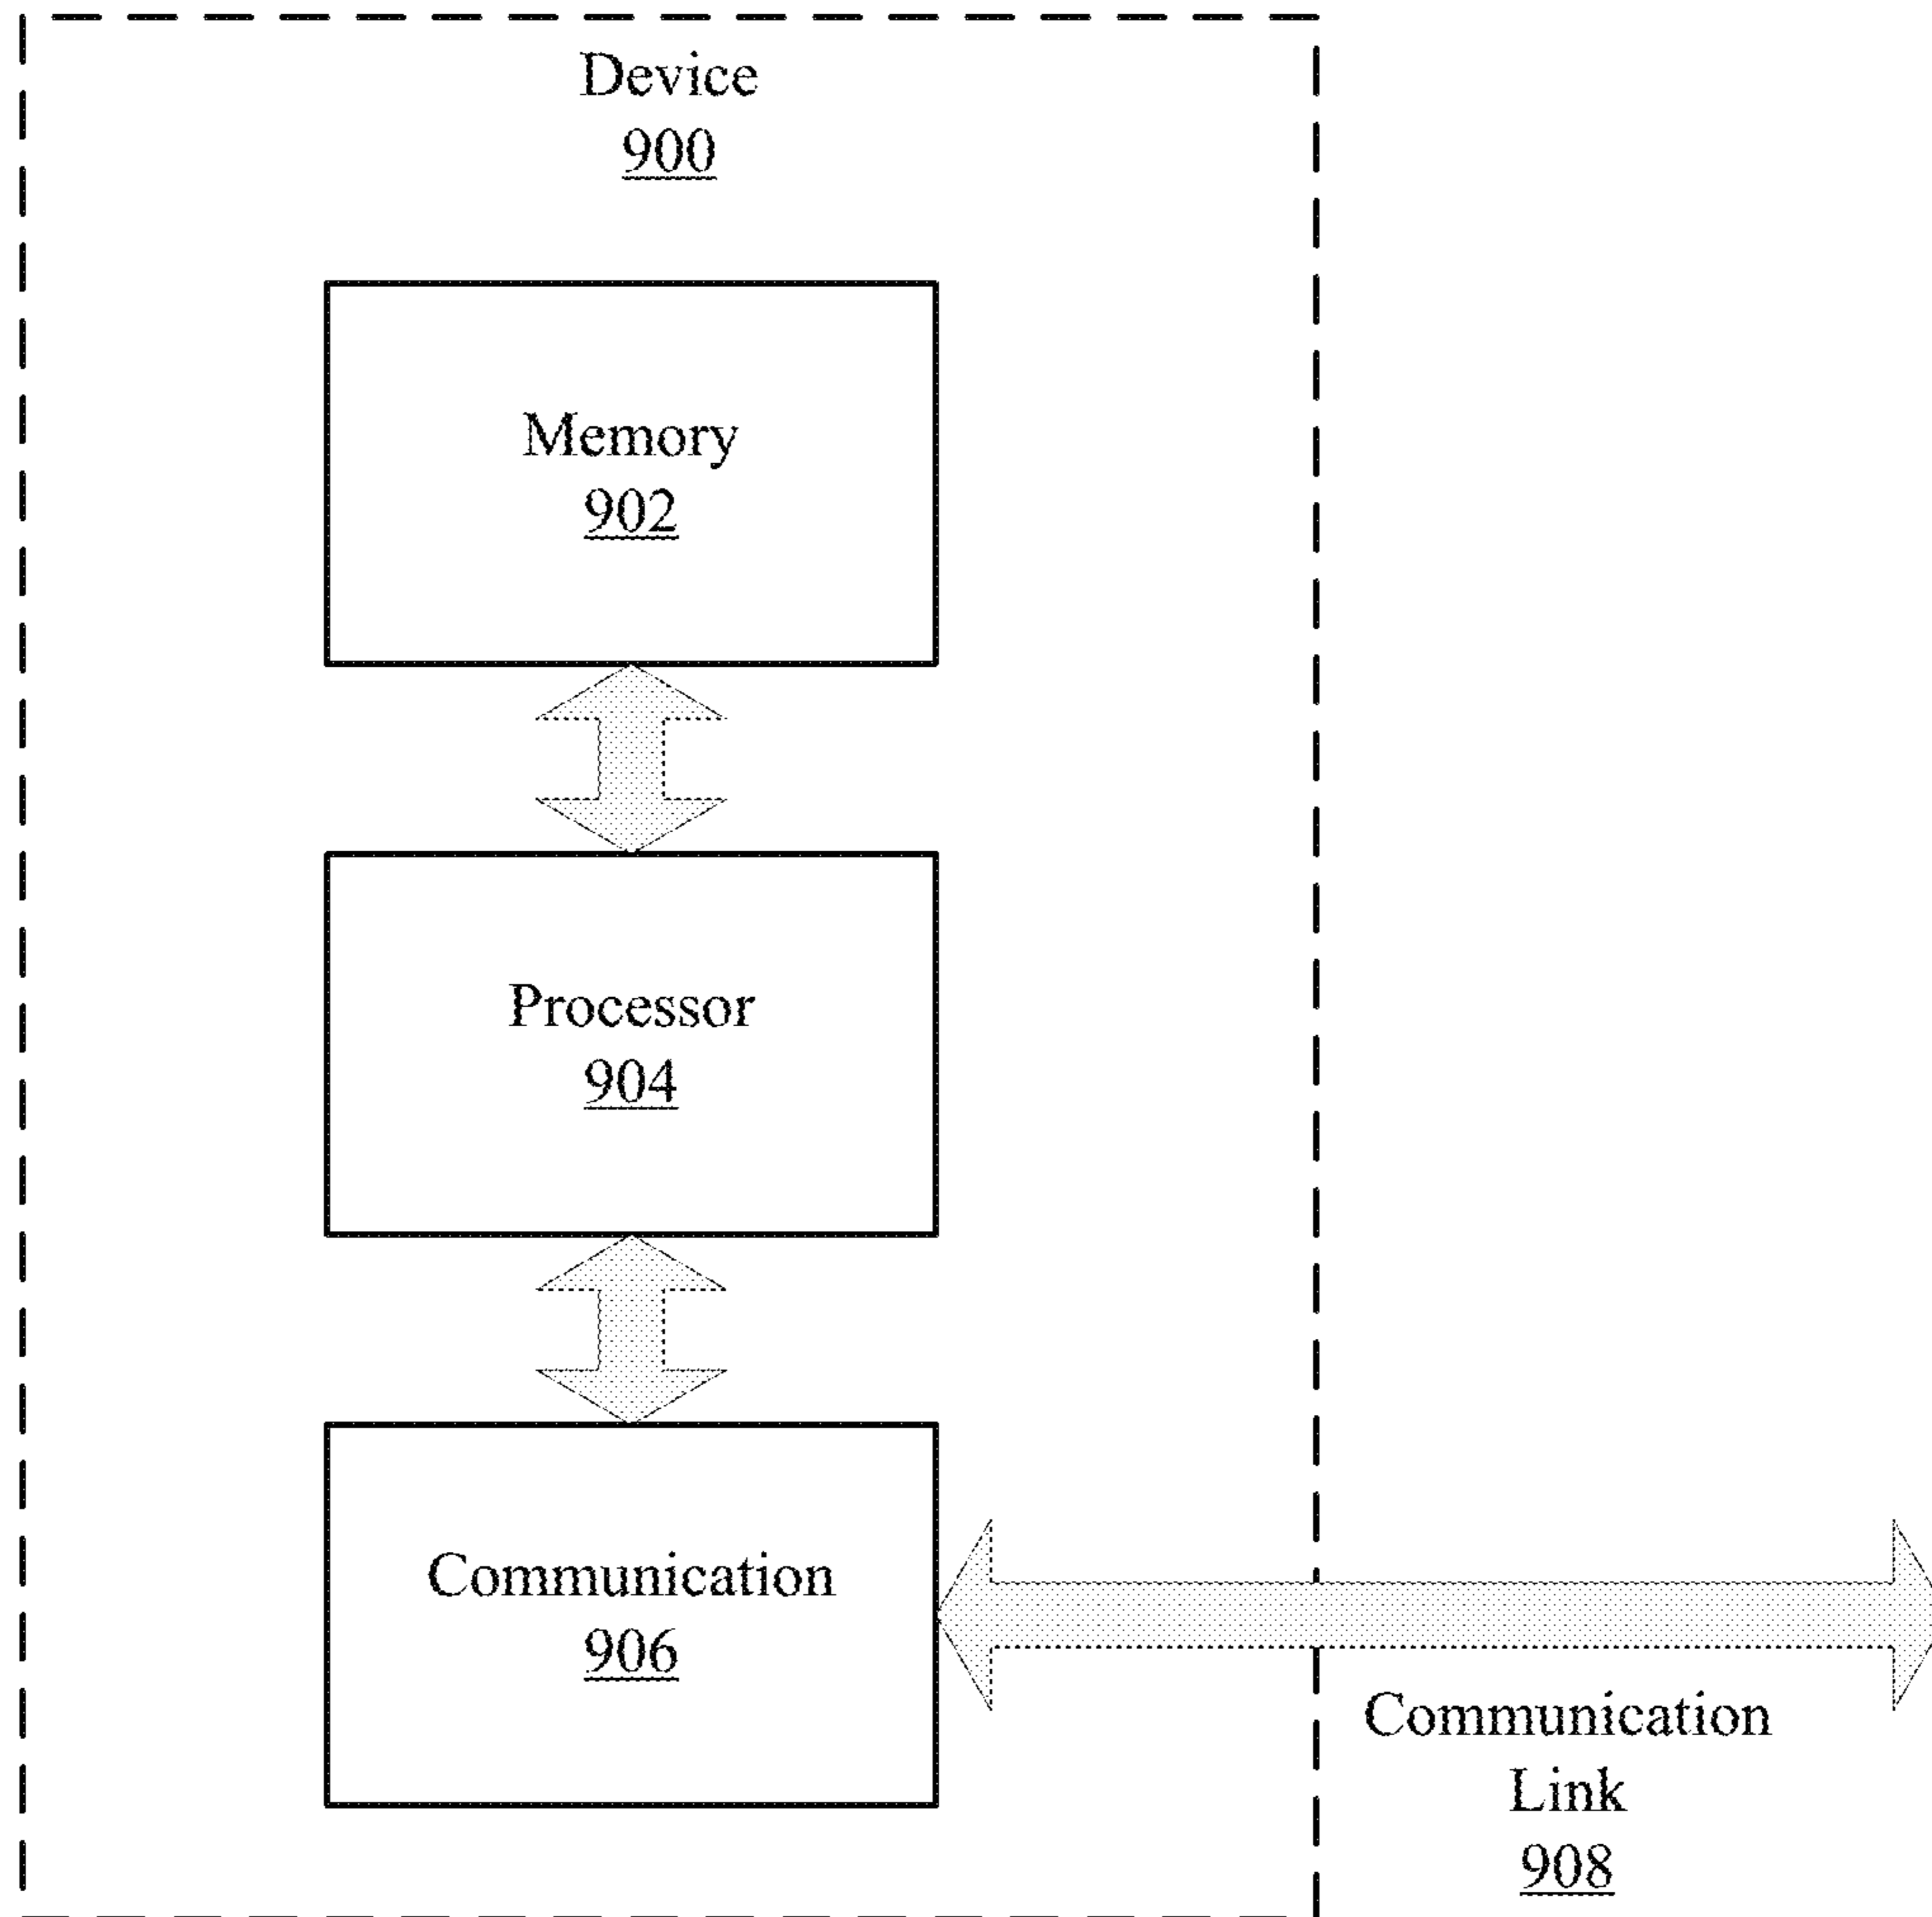 Device
900
Memory
902
Processor
904
Communication
906
Communication
Link
908